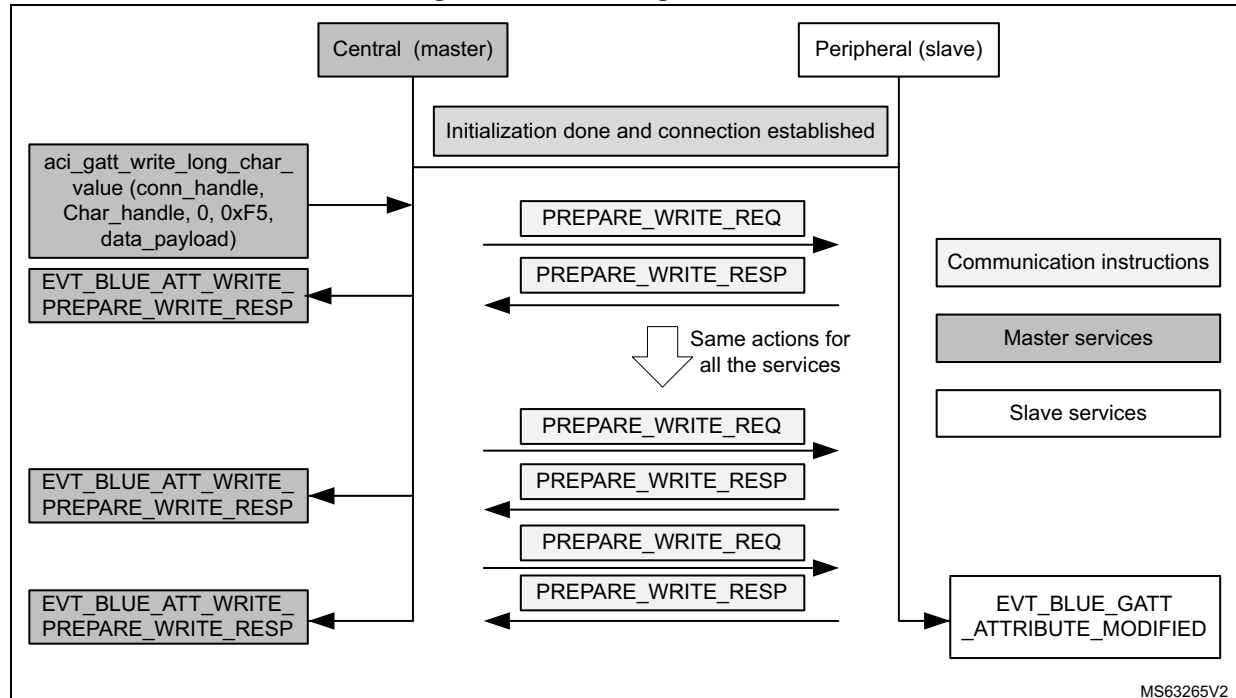 Central (master)
Peripheral (slave)
Initialization done and connection established
aci_gatt_write_long_char_
value (conn_handle,
Char_handle, 0, 0xF5,
data_payload)
PREPARE_WRITE_REQ
Communication instructions
EVT_BLUE_ATT_WRITE_
PREPARE_WRITE_RESP
PREPARE_WRITE_RESP
Same actions for
all the services
Master services
Slave services
PREPARE_WRITE_REQ
EVT_BLUE_ATT_WRITE_
PREPARE_WRITE_RESP
PREPARE_WRITE_RESP
PREPARE_WRITE_REQ
EVT_BLUE_ATT_WRITE_
PREPARE_WRITE_RESP
PREPARE_WRITE_RESP
EVT_BLUE_GATT
_ATTRIBUTE_MODIFIED
MS63265V2